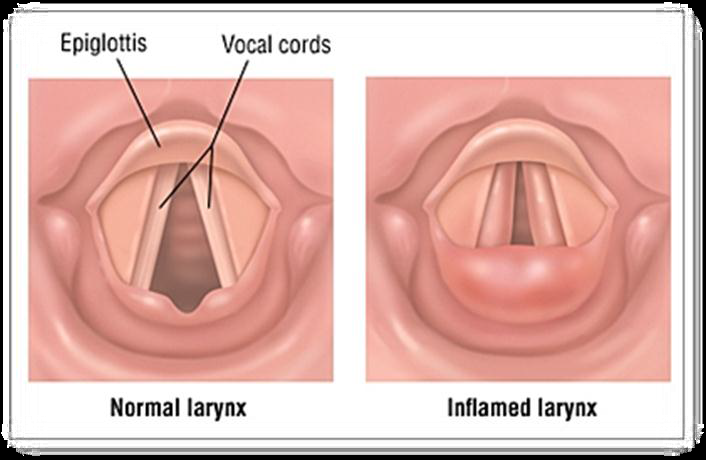 Epiglottis
Vocal cords
Normal larynx
Inflamed larynx